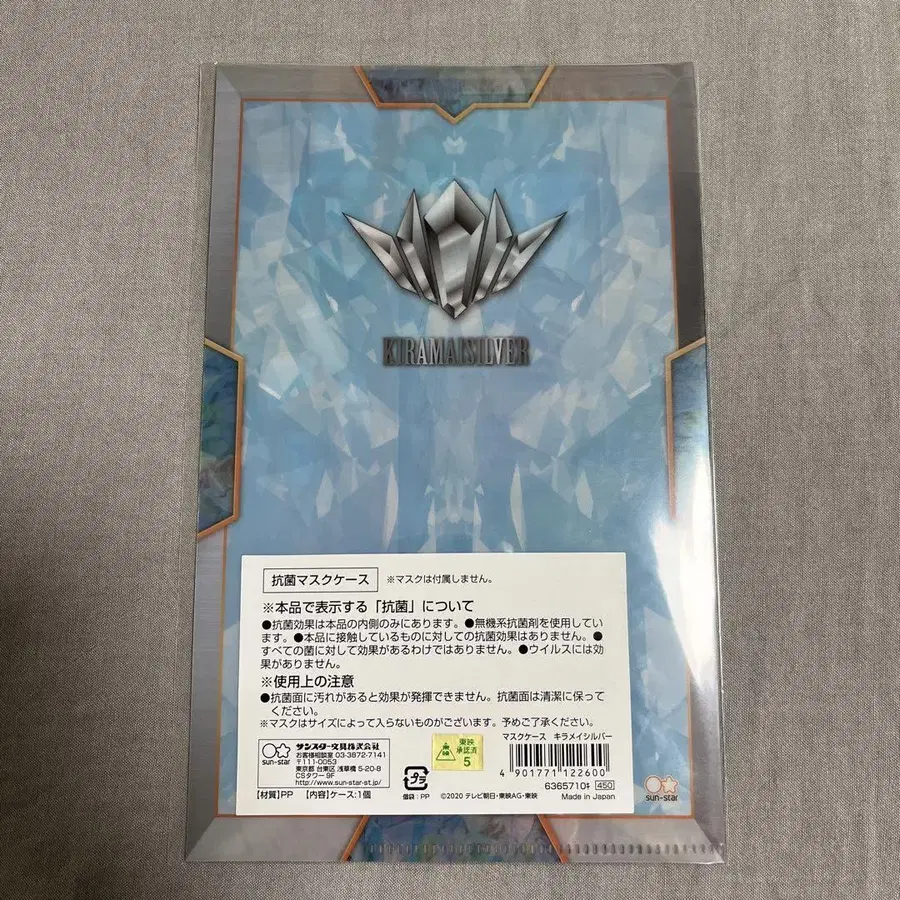 KIRAMAISILVER
抗菌マスクケース ※マスクは付属しません。
※本品で表示する「抗菌」について
●抗菌効果は本品の内側のみにあります。●無機系抗菌剤を使用してい
ます。●本品に接触しているものに対しての抗菌効果はありません。●
すべての菌に対して効果があるわけではありません。●ウイルスには効
果がありません。
※使用上の注意
●抗菌面に汚れがあると効果が発揮できません。抗菌面は清潔に保って
ください。
※マスクはサイズによって入らないものがございます。予めご了承ください。
sun-star
サンスター文具株式会社
お客様相談室 03-3872-7141
〒111-0053
東京都 台東区 浅草橋 5-20-8
CSタワー 9F
http://www.sun-star-st.jp/
【材質】PP 【内容】ケース:1個
プラ
個袋:PP
東映
承認済
5
©2020 テレビ朝日・東映AG・東映
マスクケース キラメイシルバー
4 901771 122600
6365710ｷ 450
Made in Japan
sun-star